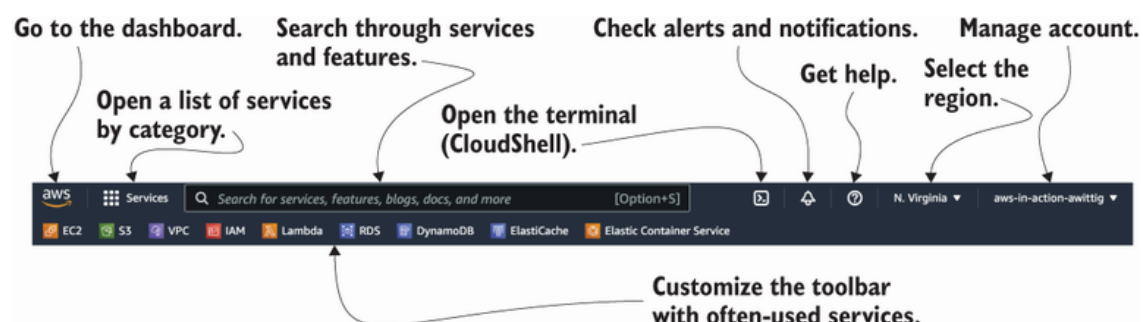 Go to the dashboard.
Search through services
and features.
Check alerts and notifications.
Manage account.
Open a list of services
by category.
Open the terminal
(CloudShell).
Get help.
Select the
region.
aws
Services
Search for services, features, blogs, docs, and more
[Option+S]
N. Virginia
aws-in-action-awittig
EC2
S3
VPC
IAM
Lambda
RDS
DynamoDB
ElastiCache
Elastic Container Service
Customize the toolbar
with often-used services.